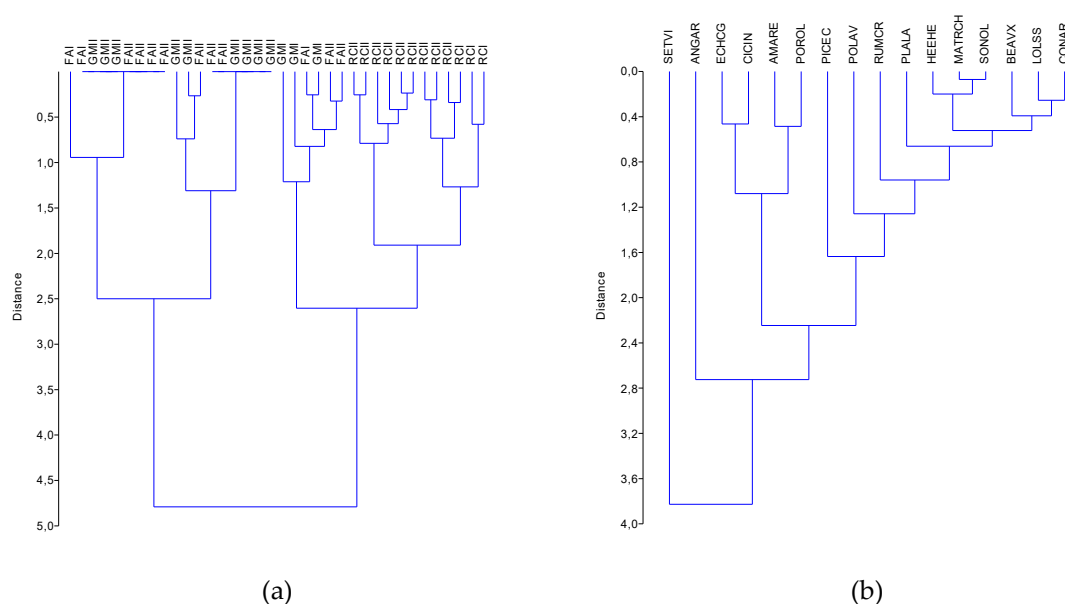 FAI
FAI
GMII
GMII
GMII
FAII
FAII
FAII
FAII
GMII
GMII
FAII
FAII
FAII
GMII
GMII
GMII
GMII
GMI
GMI
FAI
GMI
FAII
FAII
RCII
RCII
RCII
RCII
RCII
RCII
RCII
RCII
RCII
RCI
RCI
RCI
0,5
1,0
1,5
2,0
2,5
3,0
3,5
4,0
4,5
5,0
Distance
(a)
SETVI
ANGAR
ECHCG
CICIN
AMARE
POROL
PICEC
POLAV
RUMCR
PLALA
HEEHE
MATRCH
SONOL
BEAVX
LOLSS
CONAR
0,0
0,4
0,8
1,2
1,6
2,0
2,4
2,8
3,2
3,6
4,0
Distance
(b)